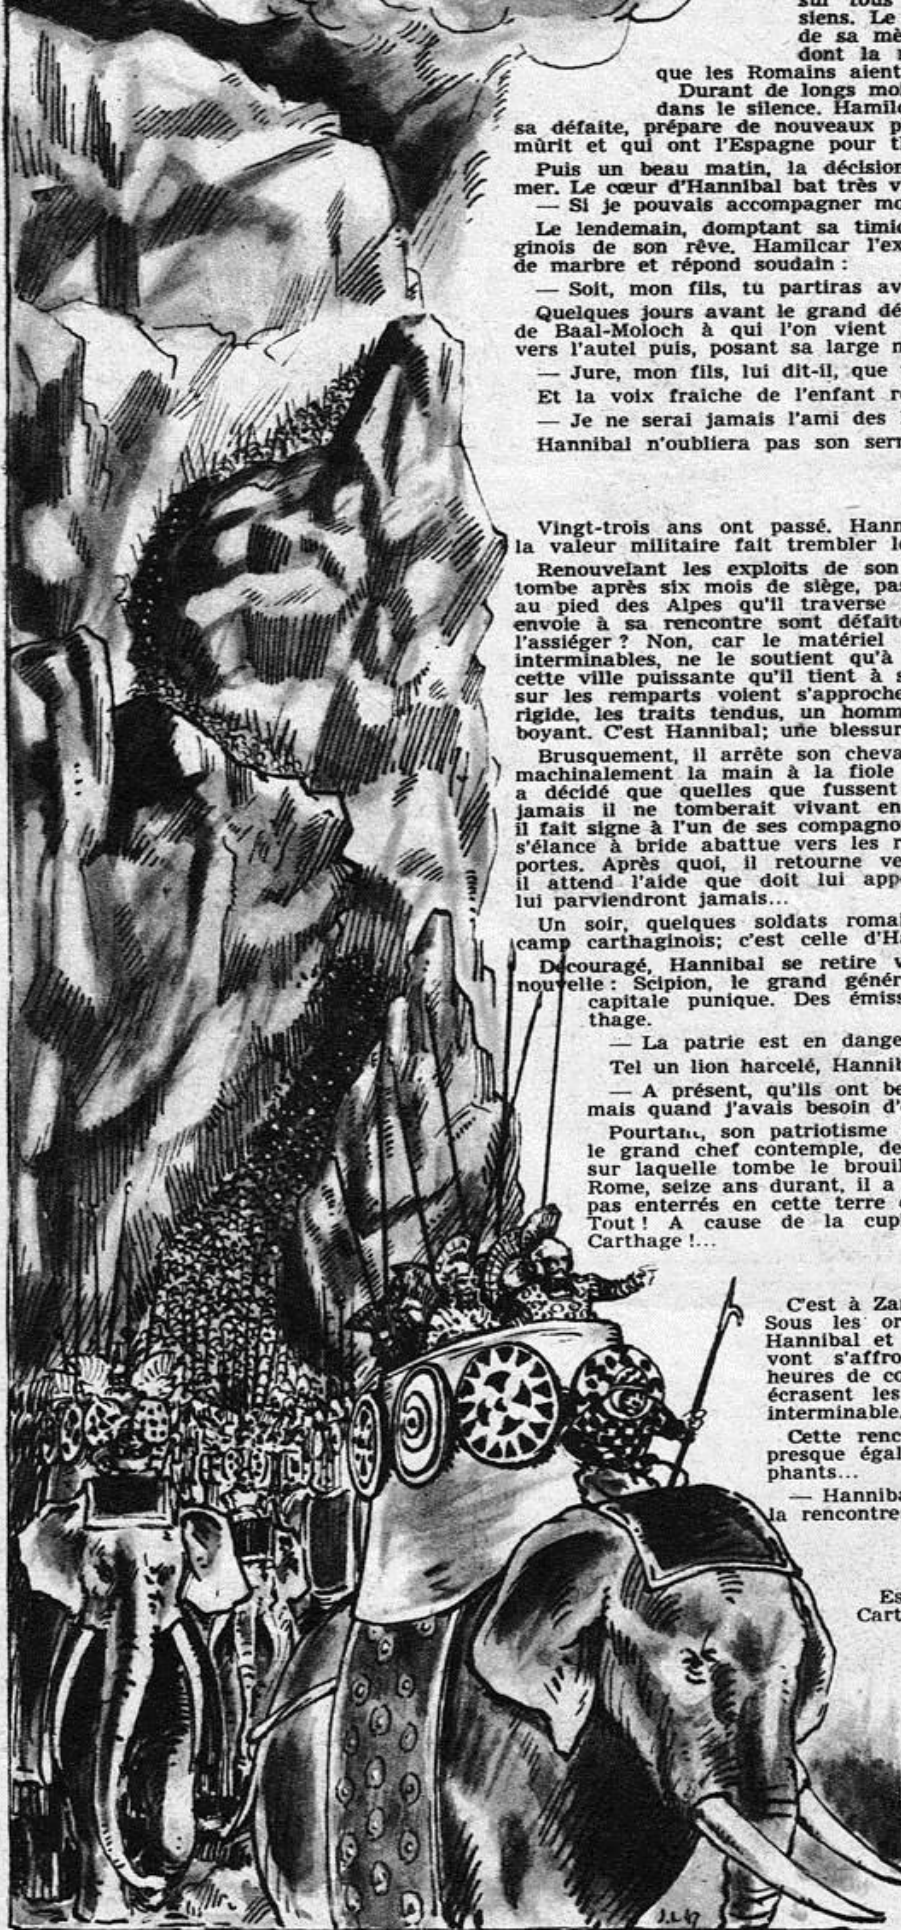 siens. Le
de sa mè
dont la
que les Romains aient
Durant de longs moi
dans le silence. Hamilc
sa défaite, prépare de nouveaux p
mûrit et qui ont l'Espagne pour t
Puis un beau matin, la décision
mer. Le cœur d'Hannibal bat très v
— Si je pouvais accompagner mo
Le lendemain, domptant sa timid
ginois de son rêve. Hamilcar l'ex
de marbre et répond soudain :
— Soit, mon fils, tu partiras av
Quelques jours avant le grand dé
de Baal-Moloch à qui l'on vient
vers l'autel puis, posant sa large m
— Jure, mon fils, lui dit-il, que
Et la voix fraîche de l'enfant r
— Je ne serai jamais l'ami des
Hannibal n'oubliera pas son serm
Vingt-trois ans ont passé. Hann
la valeur militaire fait trembler l
Renouvelant les exploits de son
tombe après six mois de siège, pas
au pied des Alpes qu'il traverse
envoie à sa rencontre sont défaite
l'assiéger ? Non, car le matériel
interminables, ne le soutient qu'à
cette ville puissante qu'il tient à s
sur les remparts voient s'approche
rigide, les traits tendus, un homm
boyant. C'est Hannibal; une blessur
Brusquement, il arrête son cheva
machinalement la main à la fiole
a décidé que quelles que fussent
jamais il ne tomberait vivant en
il fait signe à l'un de ses compagno
s'élance à bride abattue vers les r
portes. Après quoi, il retourne ve
il attend l'aide que doit lui app
lui parviendront jamais...
Un soir, quelques soldats romai
camp carthaginois; c'est celle d'H
Découragé, Hannibal se retire v
nouvelle : Scipion, le grand généra
capitale punique. Des émiss
thage.
— La patrie est en dange
Tel un lion harcelé, Hannib
— A présent, qu'ils ont be
mais quand j'avais besoin d'
Pourtant, son patriotisme
le grand chef contemple, de
sur laquelle tombe le brouil
Rome, seize ans durant, il a
pas enterrés en cette terre
Tout ! A cause de la cup
Carthage !...
C'est à Za
Sous les or
Hannibal et
vont s'affro
heures de co
écrasent les
interminable
Cette renc
presque égal
phants...
— Hanniba
la rencontre
Es
Cart